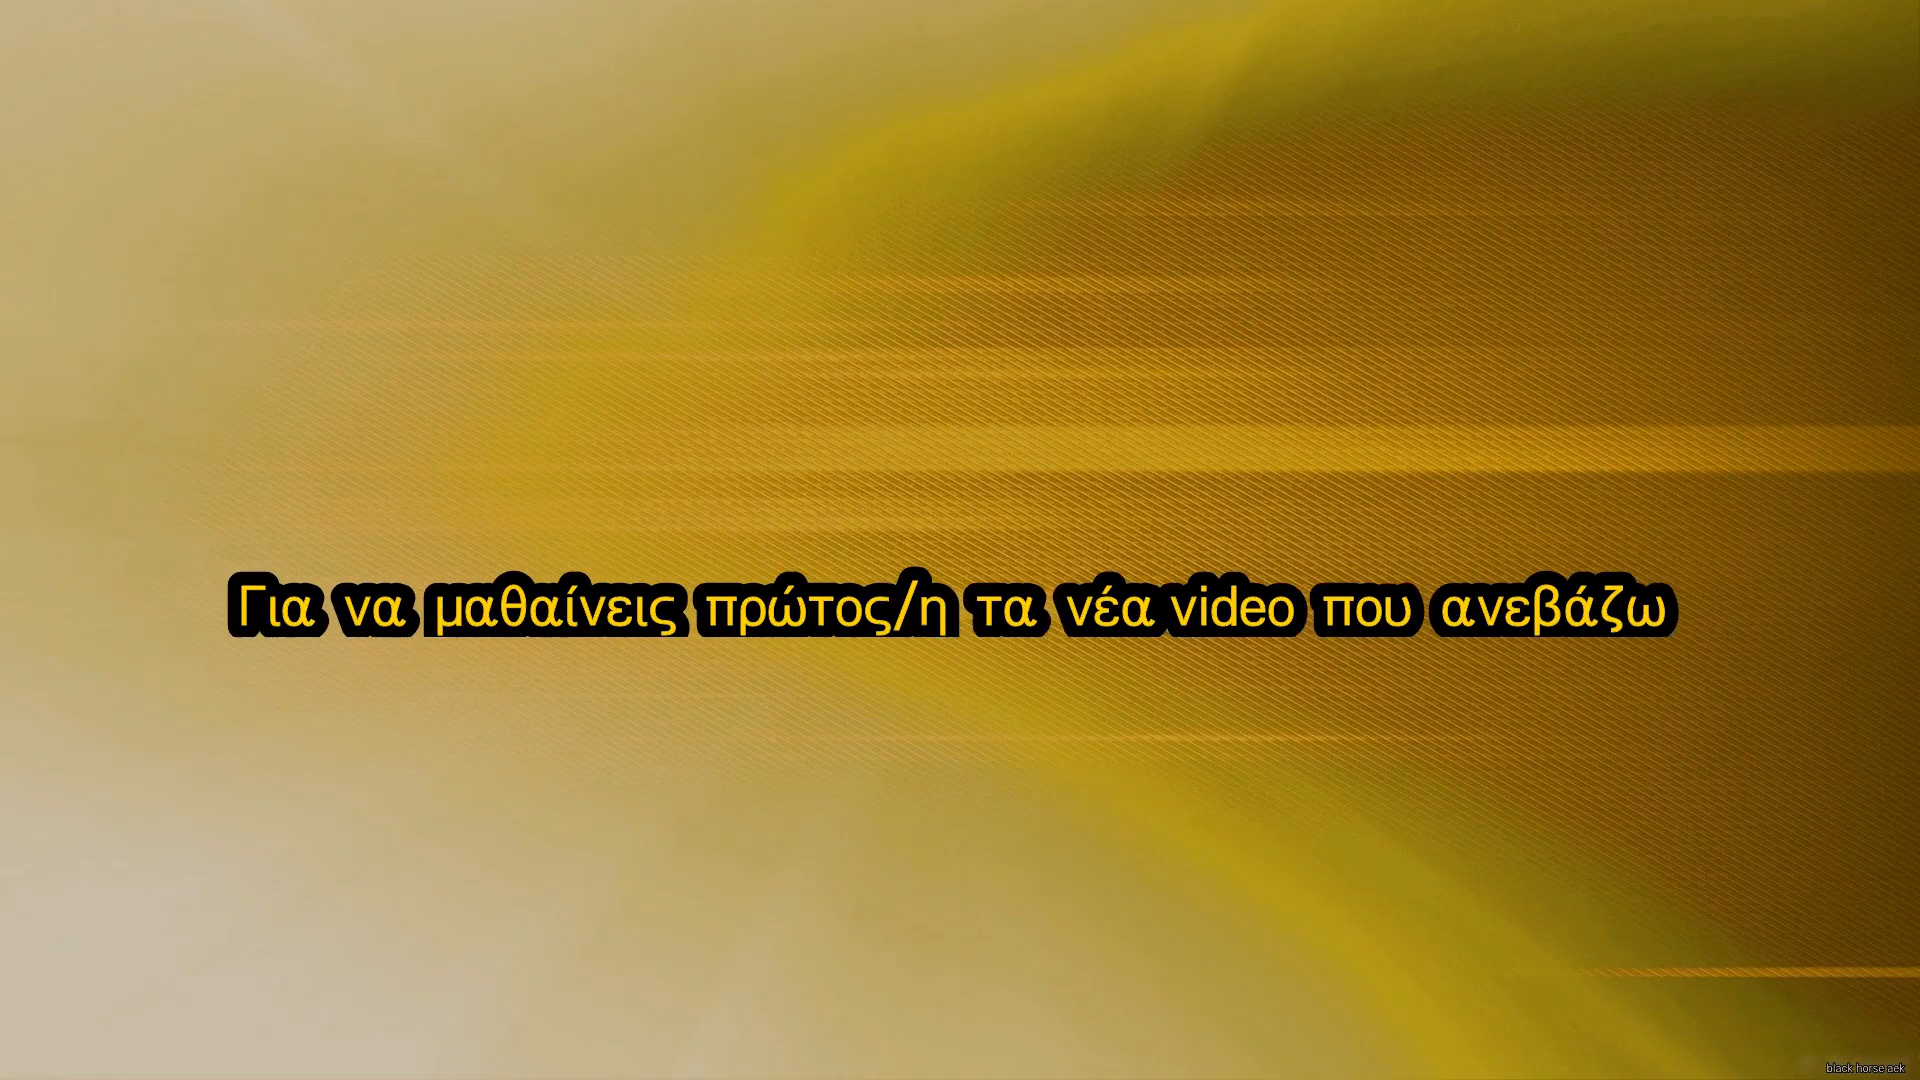 Για να μαθαίνεις πρώτος/η τα νέα video που ανεβάζω
black horse aek